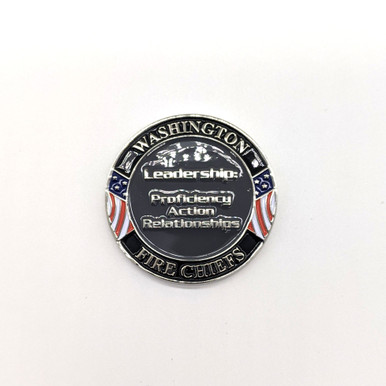 WASHINGTON
Leadership:
Proficiency
Action
Relationships
FIRE CHIEFS